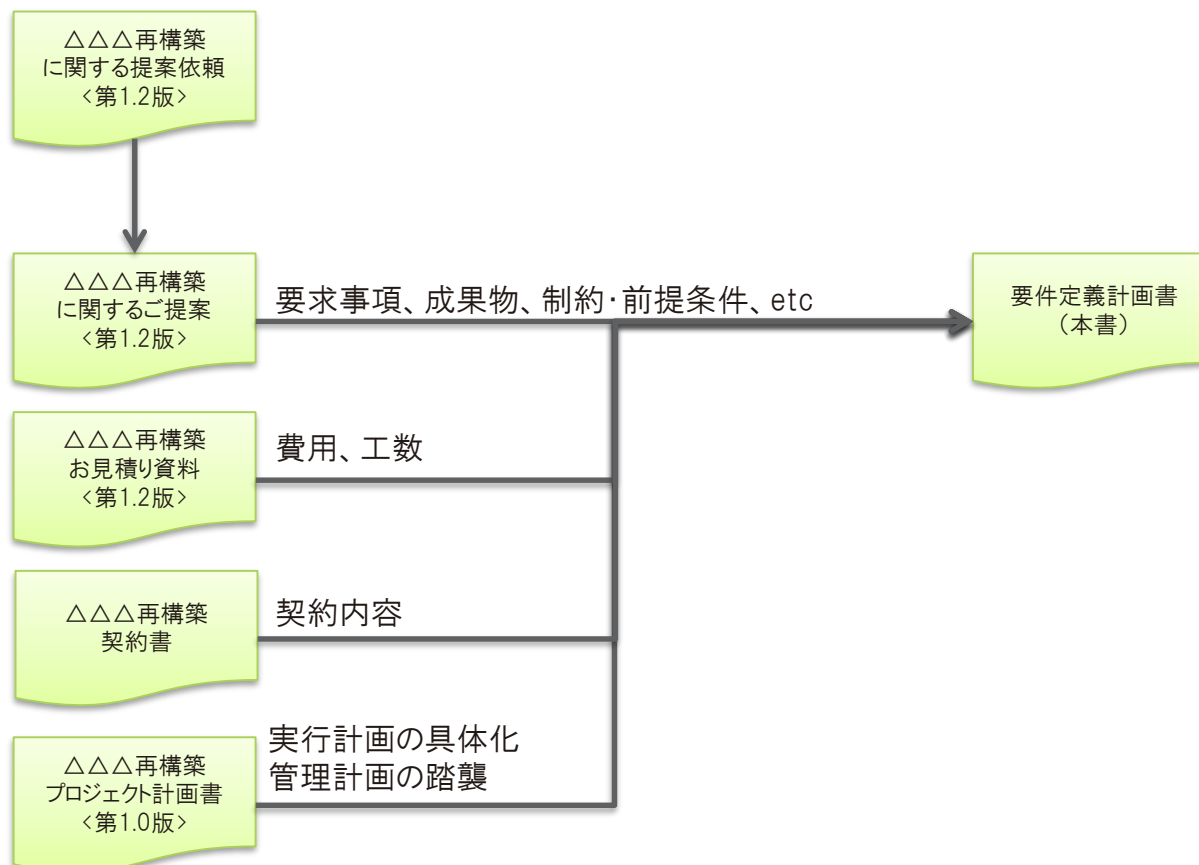 △△△再構築
に関する提案依頼
<第1.2版>
△△△再構築
に関するご提案
<第1.2版>
要求事項、成果物、制約・前提条件、etc
要件定義計画書
（本書）
△△△再構築
お見積り資料
<第1.2版>
費用、工数
△△△再構築
契約書
契約内容
△△△再構築
プロジェクト計画書
<第1.0版>
実行計画の具体化
管理計画の踏襲